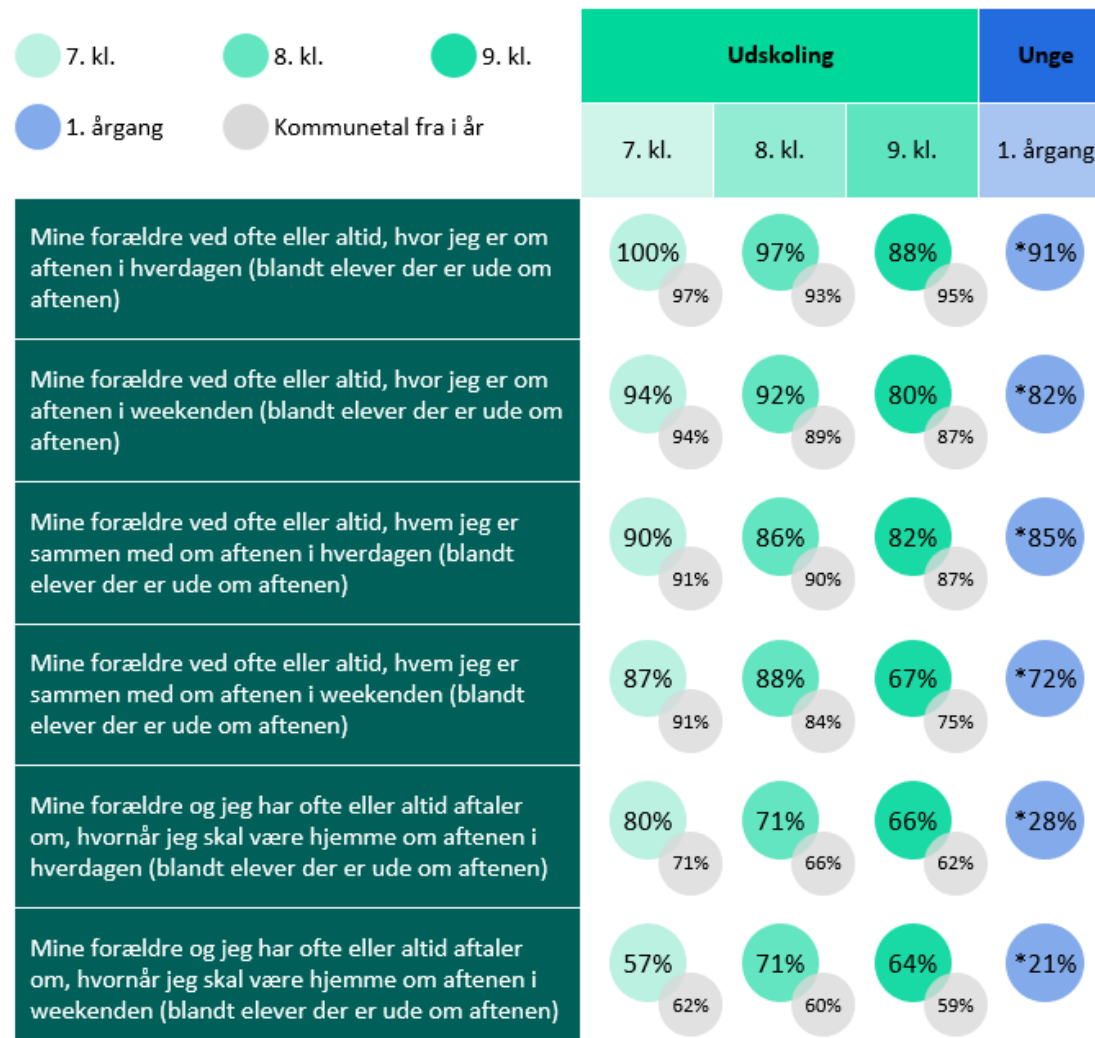 7. kl.
8. kl.
9. kl.
1. årgang
Kommunetal fra i år
Udskoling
Unge
7. kl.
8. kl.
9. kl.
1. årgang
Mine forældre ved ofte eller altid, hvor jeg er om
aftenen i hverdagen (blandt elever der er ude om
aftenen)
100%
97%
97%
93%
88%
95%
*91%
Mine forældre ved ofte eller altid, hvor jeg er om
aftenen i weekenden (blandt elever der er ude om
aftenen)
94%
94%
92%
89%
80%
87%
*82%
Mine forældre ved ofte eller altid, hvem jeg er
sammen med om aftenen i hverdagen (blandt
elever der er ude om aftenen)
90%
91%
86%
90%
82%
87%
*85%
Mine forældre ved ofte eller altid, hvem jeg er
sammen med om aftenen i weekenden (blandt
elever der er ude om aftenen)
87%
91%
88%
84%
67%
75%
*72%
Mine forældre og jeg har ofte eller altid aftaler
om, hvornår jeg skal være hjemme om aftenen i
hverdagen (blandt elever der er ude om aftenen)
80%
71%
71%
66%
66%
62%
*28%
Mine forældre og jeg har ofte eller altid aftaler
om, hvornår jeg skal være hjemme om aftenen i
weekenden (blandt elever der er ude om aftenen)
57%
62%
71%
60%
64%
59%
*21%